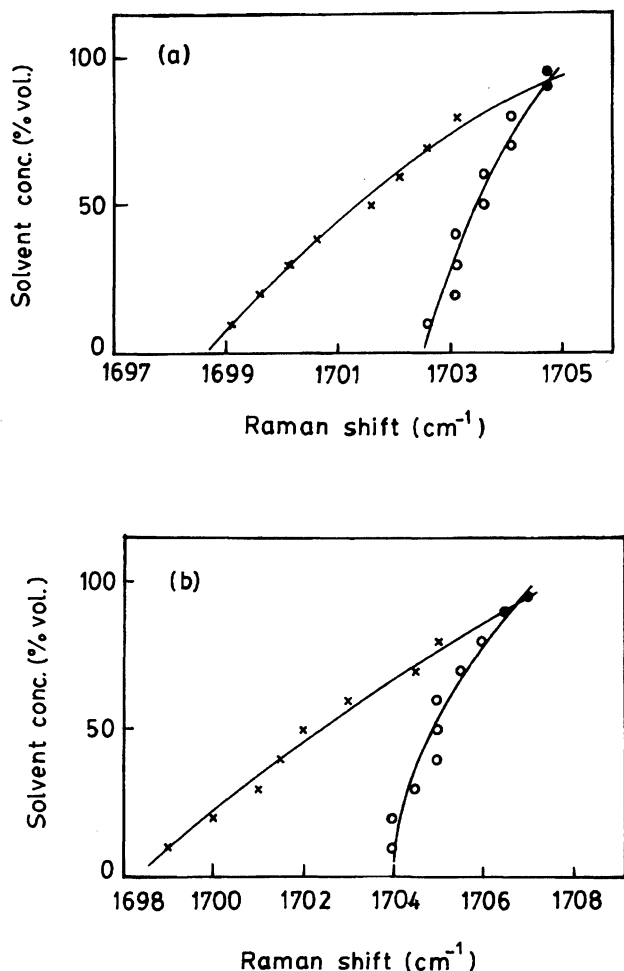 (a)
100
50
0
Solvent conc. (% vol.)
1697 1699 1701 1703 1705
Raman shift (cm⁻¹)
(b)
100
50
0
Solvent conc. (% vol.)
1698 1700 1702 1704 1706 1708
Raman shift (cm⁻¹)